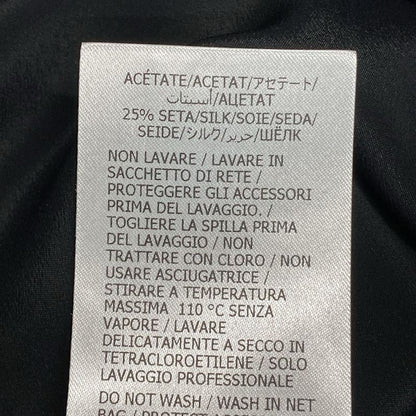 ACÉTATE/ACETAT/アセテート/
أسيتات/АЦЕТАТ/
25% SETA/SILK/SOIE/SEDA/
SEIDE/シルク/حرير/ШЁЛК
NON LAVARE / LAVARE IN
SACCHETTO DI RETE /
PROTEGGERE GLI ACCESSORI
PRIMA DEL LAVAGGIO. /
TOGLIERE LA SPILLA PRIMA
DEL LAVAGGIO / NON
TRATTARE CON CLORO / NON
USARE ASCIUGATRICE /
STIRARE A TEMPERATURA
MASSIMA 110 °C SENZA
VAPORE / LAVARE
DELICATAMENTE A SECCO IN
TETRACLOROETILENE / SOLO
LAVAGGIO PROFESSIONALE
DO NOT WASH / WASH IN NET
BAG / PROTECT